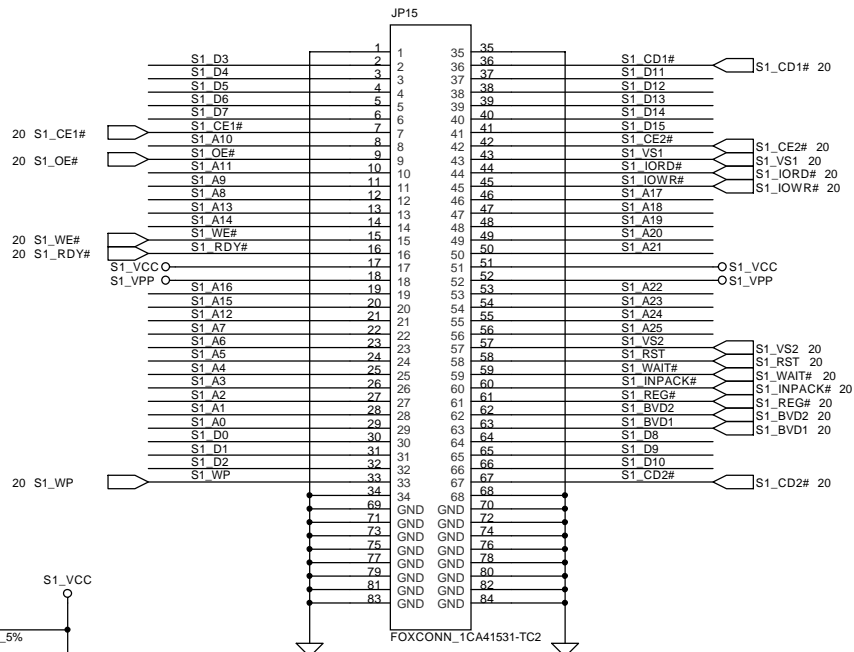 JP15
1 1 35 35
S1_D3 2 2 36 36 S1_CD1# S1_CD1# 20
S1_D4 3 3 37 37 S1_D11
S1_D5 4 4 38 38 S1_D12
S1_D6 5 5 39 39 S1_D13
S1_D7 6 6 40 40 S1_D14
20 S1_CE1# S1_CE1# 7 7 41 41 S1_D15
S1_A10 8 8 42 42 S1_CE2# S1_CE2# 20
20 S1_OE# S1_OE# 9 9 43 43 S1_VS1 S1_VS1 20
S1_A11 10 10 44 44 S1_IORD# S1_IORD# 20
S1_A9 11 11 45 45 S1_IOWR# S1_IOWR# 20
S1_A8 12 12 46 46 S1_A17
S1_A13 13 13 47 47 S1_A18
S1_A14 14 14 48 48 S1_A19
20 S1_WE# S1_WE# 15 15 49 49 S1_A20
20 S1_RDY# S1_RDY# 16 16 50 50 S1_A21
S1_VCC 17 17 51 51 S1_VCC
S1_VPP 18 18 52 52 S1_VPP
S1_A16 19 19 53 53 S1_A22
S1_A15 20 20 54 54 S1_A23
S1_A12 21 21 55 55 S1_A24
S1_A7 22 22 56 56 S1_A25
S1_A6 23 23 57 57 S1_VS2 S1_VS2 20
S1_A5 24 24 58 58 S1_RST S1_RST 20
S1_A4 25 25 59 59 S1_WAIT# S1_WAIT# 20
S1_A3 26 26 60 60 S1_INPACK# S1_INPACK# 20
S1_A2 27 27 61 61 S1_REG# S1_REG# 20
S1_A1 28 28 62 62 S1_BVD2 S1_BVD2 20
S1_A0 29 29 63 63 S1_BVD1 S1_BVD1 20
S1_D0 30 30 64 64 S1_D8
S1_D1 31 31 65 65 S1_D9
S1_D2 32 32 66 66 S1_D10
20 S1_WP S1_WP 33 33 67 67 S1_CD2# S1_CD2# 20
34 34 68 68
69 GND GND 70
71 GND GND 72
73 GND GND 74
75 GND GND 76
77 GND GND 78
79 GND GND 80
81 GND GND 82
83 GND GND 84
S1_VCC
_5%
FOXCONN_1CA41531-TC2